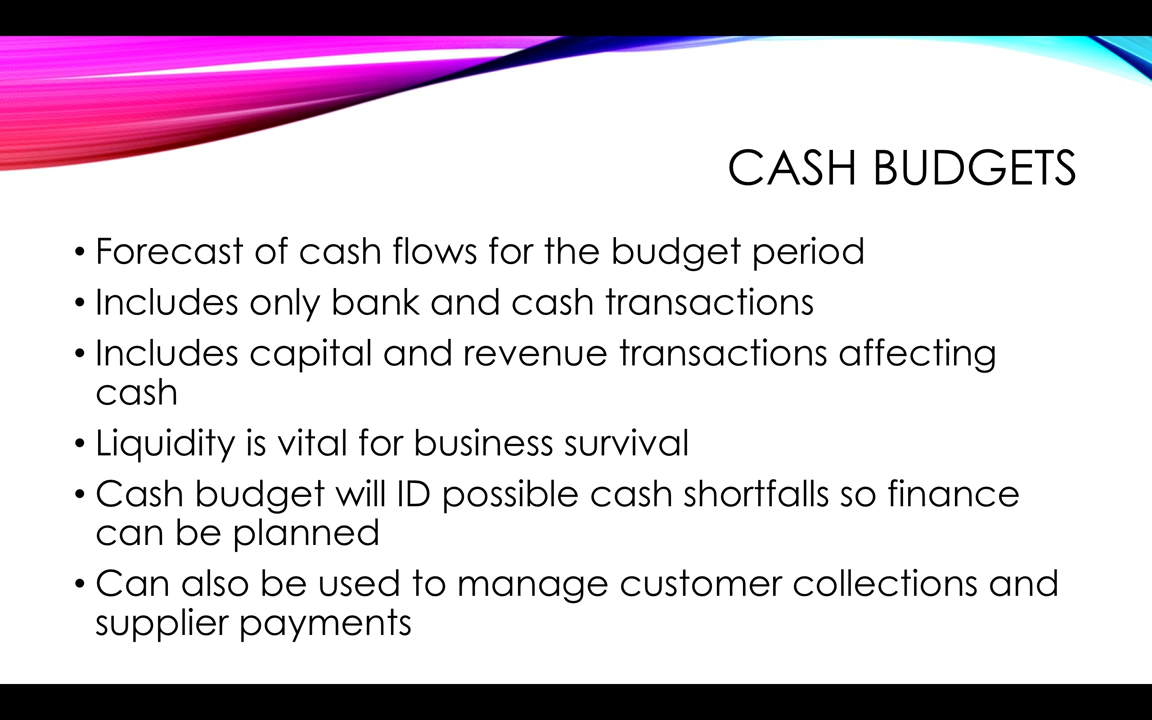 CASH BUDGETS
• Forecast of cash flows for the budget period
• Includes only bank and cash transactions
• Includes capital and revenue transactions affecting
cash
• Liquidity is vital for business survival
• Cash budget will ID possible cash shortfalls so finance
can be planned
• Can also be used to manage customer collections and
supplier payments